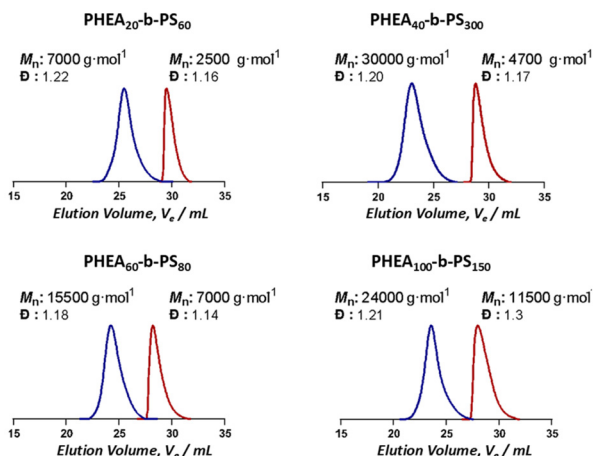 PHEA20-b-PS60
Mn: 7000 g·mol1 Mn: 2500 g·mol1
Đ : 1.22 Đ : 1.16
15 20 25 30 35
Elution Volume, Ve / mL
PHEA40-b-PS300
Mn: 30000 g·mol1 Mn: 4700 g·mol1
Đ : 1.20 Đ : 1.17
15 20 25 30 35
Elution Volume, Ve / mL
PHEA60-b-PS80
Mn: 15500 g·mol1 Mn: 7000 g·mol1
Đ : 1.18 Đ : 1.14
15 20 25 30 35
Elution Volume, Ve / mL
PHEA100-b-PS150
Mn: 24000 g·mol1 Mn: 11500 g·mol1
Đ : 1.21 Đ : 1.3
15 20 25 30 35
Elution Volume, Ve / mL